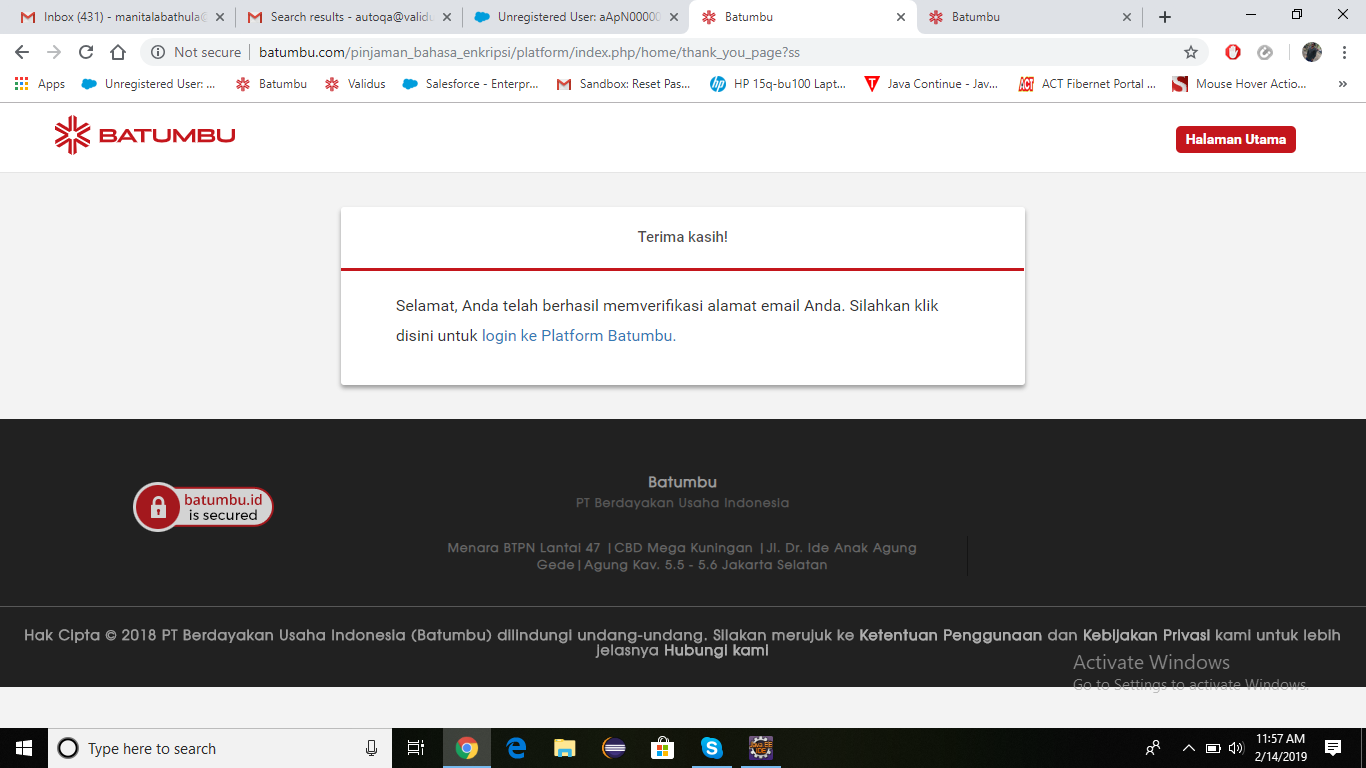 Inbox (431) - manitalabathula@
Search results - autoqa@validu
Unregistered User: aApN00000
Batumbu
Batumbu
Not secure | batumbu.com/pinjaman_bahasa_enkripsi/platform/index.php/home/thank_you_page?ss
Apps
Unregistered User: ...
Batumbu
Validus
Salesforce - Enterpr...
Sandbox: Reset Pas...
HP 15q-bu100 Lapt...
Java Continue - Jav...
ACT Fibernet Portal ...
Mouse Hover Actio...
BATUMBU
Halaman Utama
Terima kasih!
Selamat, Anda telah berhasil memverifikasi alamat email Anda. Silahkan klik
disini untuk login ke Platform Batumbu.
batumbu.id
is secured
Batumbu
PT Berdayakan Usaha Indonesia
Menara BTPN Lantai 47 |CBD Mega Kuningan |Jl. Dr. Ide Anak Agung
Gede|Agung Kav. 5.5 - 5.6 Jakarta Selatan
Hak Cipta © 2018 PT Berdayakan Usaha Indonesia (Batumbu) dilindungi undang-undang. Silakan merujuk ke Ketentuan Penggunaan dan Kebijakan Privasi kami untuk lebih
jelasnya Hubungi kami
Activate Windows
Go to Settings to activate Windows.
Type here to search
11:57 AM
2/14/2019